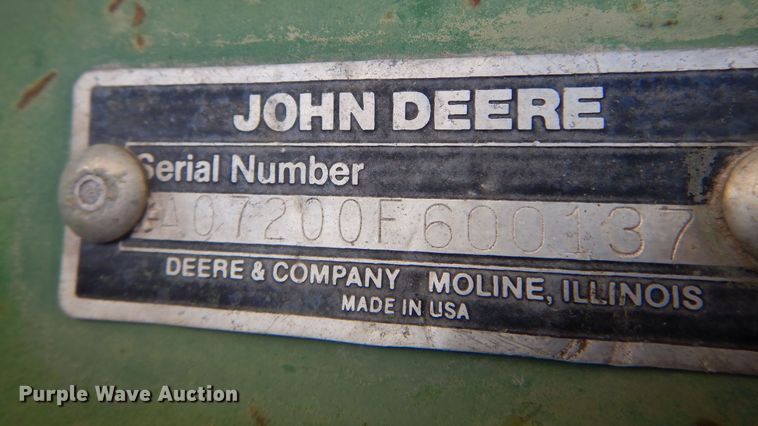 JOHN DEERE
Serial Number
A07200F600137
DEERE & COMPANY MOLINE, ILLINOIS
MADE IN USA
Purple Wave Auction